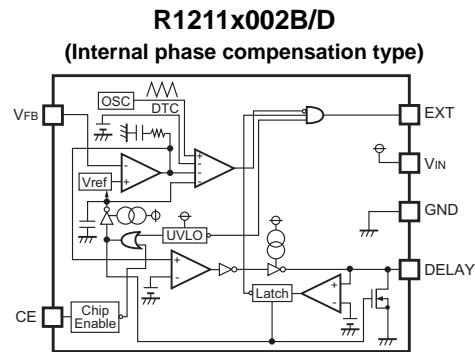 R1211x002B/D
(Internal phase compensation type)
OSC
DTC
VFB
EXT
Vref
VIN
GND
UVLO
DELAY
Latch
CE
Chip
Enable